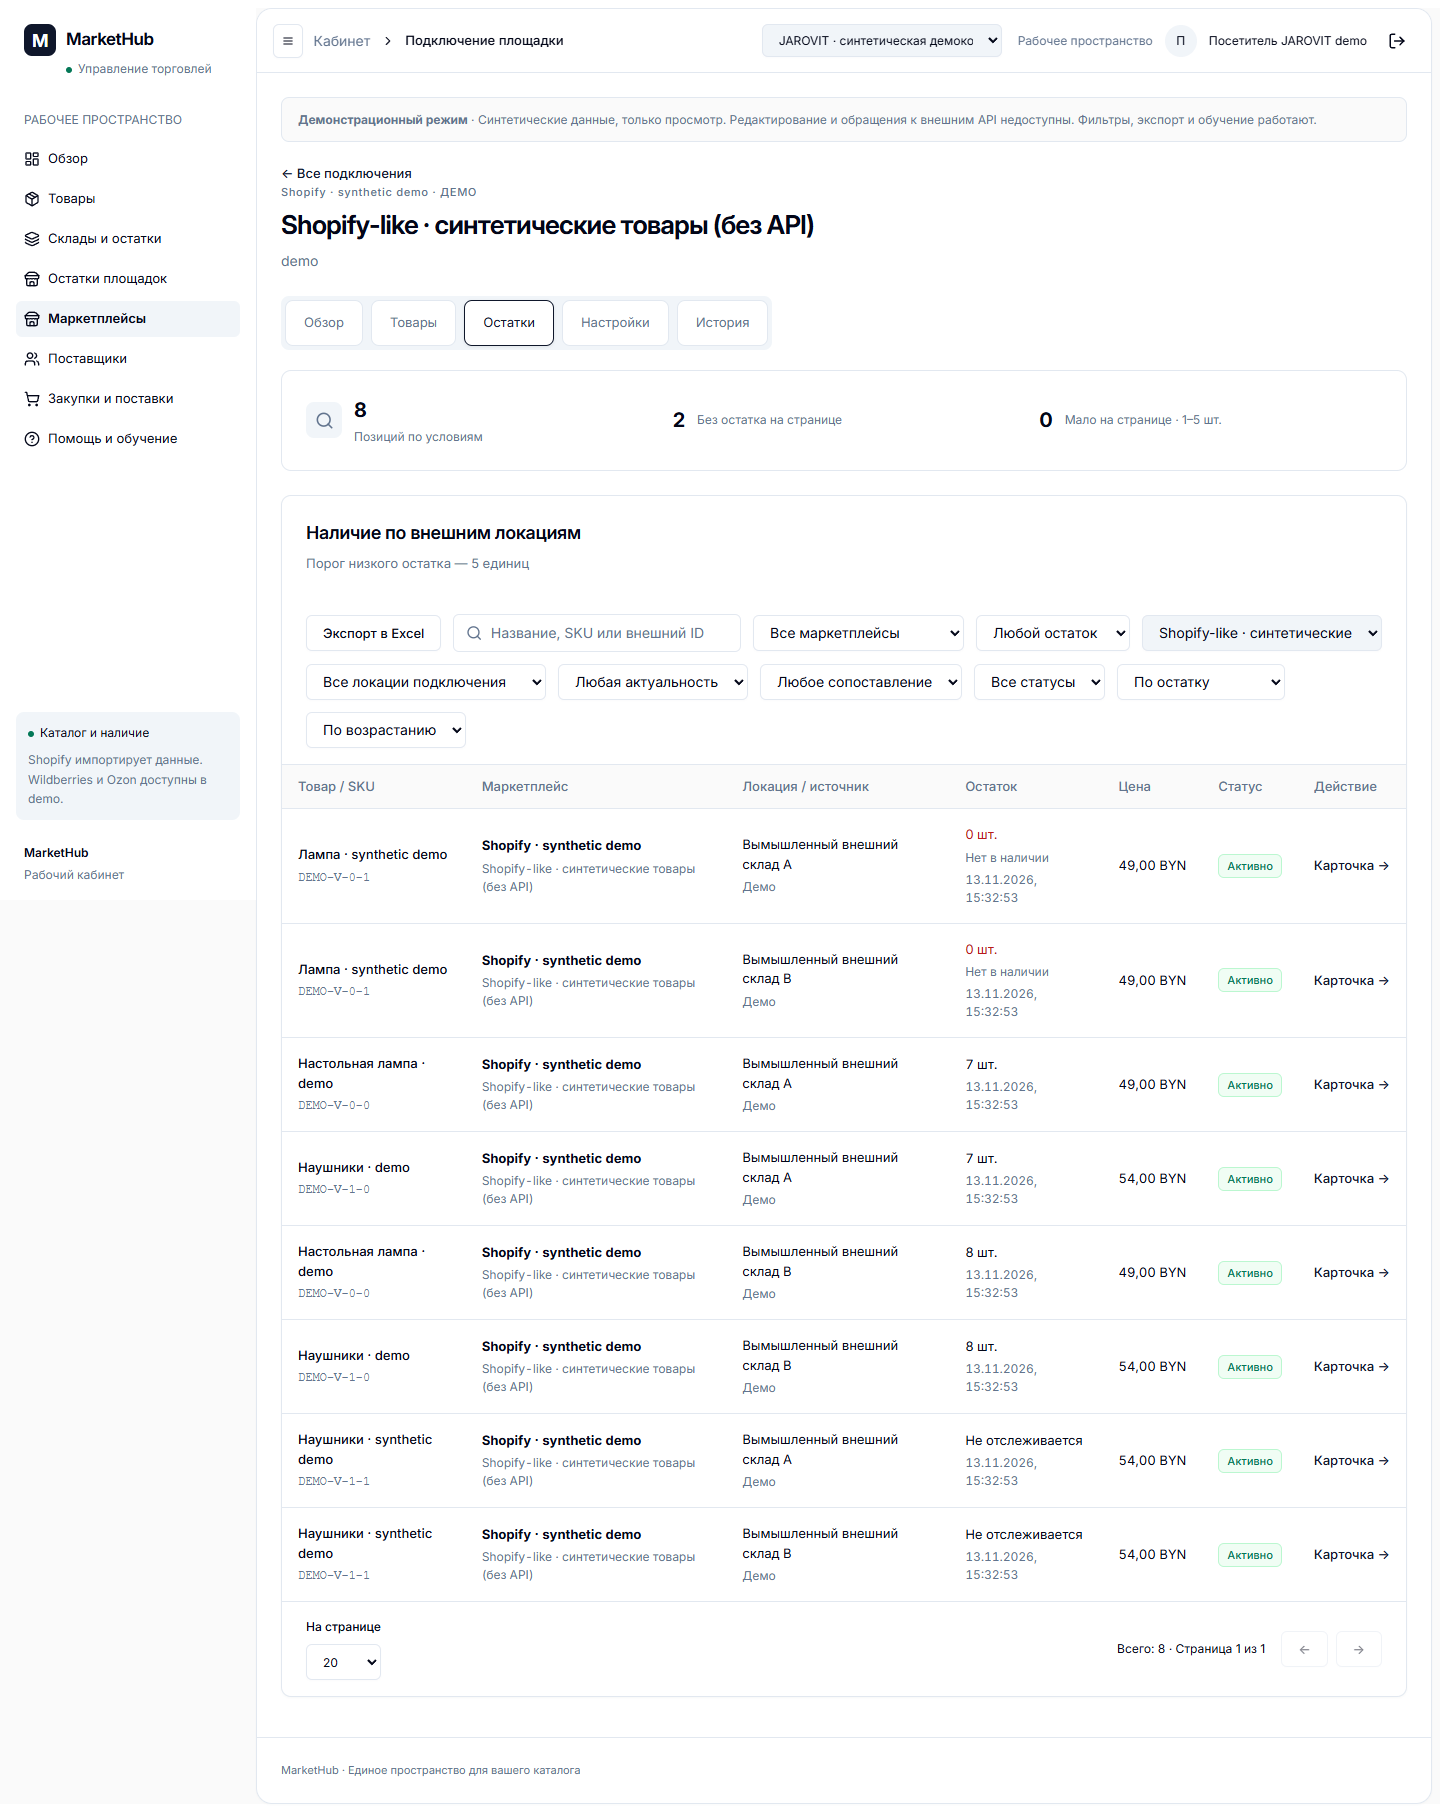 M MarketHub
Управление торговлей
РАБОЧЕЕ ПРОСТРАНСТВО
Обзор
Товары
Склады и остатки
Остатки площадок
Маркетплейсы
Поставщики
Закупки и поставки
Помощь и обучение
Каталог и наличие
Shopify импортирует данные.
Wildberries и Ozon доступны в
demo.
MarketHub
Рабочий кабинет
Кабинет > Подключение площадки
JAROVIT · синтетическая демоко
Рабочее пространство
П
Посетитель JAROVIT demo
Демонстрационный режим · Синтетические данные, только просмотр. Редактирование и обращения к внешним API недоступны. Фильтры, экспорт и обучение работают.
← Все подключения
Shopify · synthetic demo · ДЕМО
Shopify-like · синтетические товары (без API)
demo
Обзор
Товары
Остатки
Настройки
История
8
Позиций по условиям
2 Без остатка на странице
0 Мало на странице · 1–5 шт.
Наличие по внешним локациям
Порог низкого остатка — 5 единиц
Экспорт в Excel
Название, SKU или внешний ID
Все маркетплейсы
Любой остаток
Shopify-like · синтетические
Все локации подключения
Любая актуальность
Любое сопоставление
Все статусы
По остатку
По возрастанию
Товар / SKU Маркетплейс Локация / источник Остаток Цена Статус Действие
Лампа · synthetic demo
DEMO-V-0-1
Shopify · synthetic demo
Shopify-like · синтетические товары
(без API)
Вымышленный внешний
склад A
Демо
0 шт.
Нет в наличии
13.11.2026,
15:32:53
49,00 BYN
Активно
Карточка →
Лампа · synthetic demo
DEMO-V-0-1
Shopify · synthetic demo
Shopify-like · синтетические товары
(без API)
Вымышленный внешний
склад B
Демо
0 шт.
Нет в наличии
13.11.2026,
15:32:53
49,00 BYN
Активно
Карточка →
Настольная лампа ·
demo
DEMO-V-0-0
Shopify · synthetic demo
Shopify-like · синтетические товары
(без API)
Вымышленный внешний
склад A
Демо
7 шт.
13.11.2026,
15:32:53
49,00 BYN
Активно
Карточка →
Наушники · demo
DEMO-V-1-0
Shopify · synthetic demo
Shopify-like · синтетические товары
(без API)
Вымышленный внешний
склад A
Демо
7 шт.
13.11.2026,
15:32:53
54,00 BYN
Активно
Карточка →
Настольная лампа ·
demo
DEMO-V-0-0
Shopify · synthetic demo
Shopify-like · синтетические товары
(без API)
Вымышленный внешний
склад B
Демо
8 шт.
13.11.2026,
15:32:53
49,00 BYN
Активно
Карточка →
Наушники · demo
DEMO-V-1-0
Shopify · synthetic demo
Shopify-like · синтетические товары
(без API)
Вымышленный внешний
склад B
Демо
8 шт.
13.11.2026,
15:32:53
54,00 BYN
Активно
Карточка →
Наушники · synthetic
demo
DEMO-V-1-1
Shopify · synthetic demo
Shopify-like · синтетические товары
(без API)
Вымышленный внешний
склад A
Демо
Не отслеживается
13.11.2026,
15:32:53
54,00 BYN
Активно
Карточка →
Наушники · synthetic
demo
DEMO-V-1-1
Shopify · synthetic demo
Shopify-like · синтетические товары
(без API)
Вымышленный внешний
склад B
Демо
Не отслеживается
13.11.2026,
15:32:53
54,00 BYN
Активно
Карточка →
На странице
20
Всего: 8 · Страница 1 из 1
← →
MarketHub · Единое пространство для вашего каталога